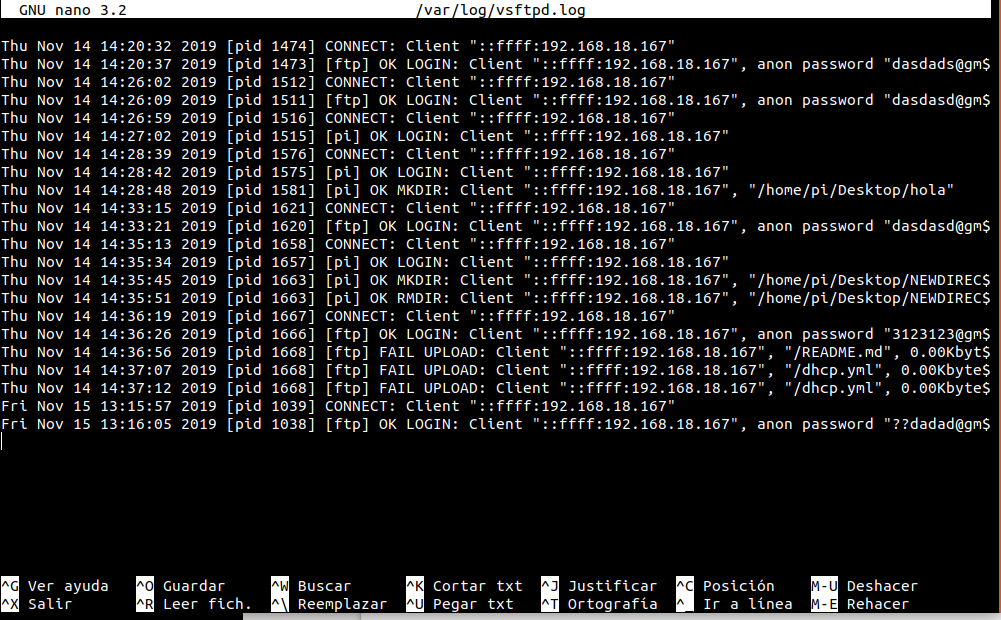 GNU nano 3.2 /var/log/vsftpd.log
Thu Nov 14 14:20:32 2019 [pid 1474] CONNECT: Client "::ffff:192.168.18.167"
Thu Nov 14 14:20:37 2019 [pid 1473] [ftp] OK LOGIN: Client "::ffff:192.168.18.167", anon password "dasdads@gm$
Thu Nov 14 14:26:02 2019 [pid 1512] CONNECT: Client "::ffff:192.168.18.167"
Thu Nov 14 14:26:09 2019 [pid 1511] [ftp] OK LOGIN: Client "::ffff:192.168.18.167", anon password "dasdasd@gm$
Thu Nov 14 14:26:59 2019 [pid 1516] CONNECT: Client "::ffff:192.168.18.167"
Thu Nov 14 14:27:02 2019 [pid 1515] [pi] OK LOGIN: Client "::ffff:192.168.18.167"
Thu Nov 14 14:28:39 2019 [pid 1576] CONNECT: Client "::ffff:192.168.18.167"
Thu Nov 14 14:28:42 2019 [pid 1575] [pi] OK LOGIN: Client "::ffff:192.168.18.167"
Thu Nov 14 14:28:48 2019 [pid 1581] [pi] OK MKDIR: Client "::ffff:192.168.18.167", "/home/pi/Desktop/hola"
Thu Nov 14 14:33:15 2019 [pid 1621] CONNECT: Client "::ffff:192.168.18.167"
Thu Nov 14 14:33:21 2019 [pid 1620] [ftp] OK LOGIN: Client "::ffff:192.168.18.167", anon password "dasdasd@gm$
Thu Nov 14 14:35:13 2019 [pid 1658] CONNECT: Client "::ffff:192.168.18.167"
Thu Nov 14 14:35:34 2019 [pid 1657] [pi] OK LOGIN: Client "::ffff:192.168.18.167"
Thu Nov 14 14:35:45 2019 [pid 1663] [pi] OK MKDIR: Client "::ffff:192.168.18.167", "/home/pi/Desktop/NEWDIREC$
Thu Nov 14 14:35:51 2019 [pid 1663] [pi] OK RMDIR: Client "::ffff:192.168.18.167", "/home/pi/Desktop/NEWDIREC$
Thu Nov 14 14:36:19 2019 [pid 1667] CONNECT: Client "::ffff:192.168.18.167"
Thu Nov 14 14:36:26 2019 [pid 1666] [ftp] OK LOGIN: Client "::ffff:192.168.18.167", anon password "3123123@gm$
Thu Nov 14 14:36:56 2019 [pid 1668] [ftp] FAIL UPLOAD: Client "::ffff:192.168.18.167", "/README.md", 0.00Kbyt$
Thu Nov 14 14:37:07 2019 [pid 1668] [ftp] FAIL UPLOAD: Client "::ffff:192.168.18.167", "/dhcp.yml", 0.00Kbyte$
Thu Nov 14 14:37:12 2019 [pid 1668] [ftp] FAIL UPLOAD: Client "::ffff:192.168.18.167", "/dhcp.yml", 0.00Kbyte$
Fri Nov 15 13:15:57 2019 [pid 1039] CONNECT: Client "::ffff:192.168.18.167"
Fri Nov 15 13:16:05 2019 [pid 1038] [ftp] OK LOGIN: Client "::ffff:192.168.18.167", anon password "??dadad@gm$
^G Ver ayuda ^O Guardar ^W Buscar ^K Cortar txt ^J Justificar ^C Posición M-U Deshacer
^X Salir ^R Leer fich. ^\ Reemplazar ^U Pegar txt ^T Ortografía ^_ Ir a línea M-E Rehacer